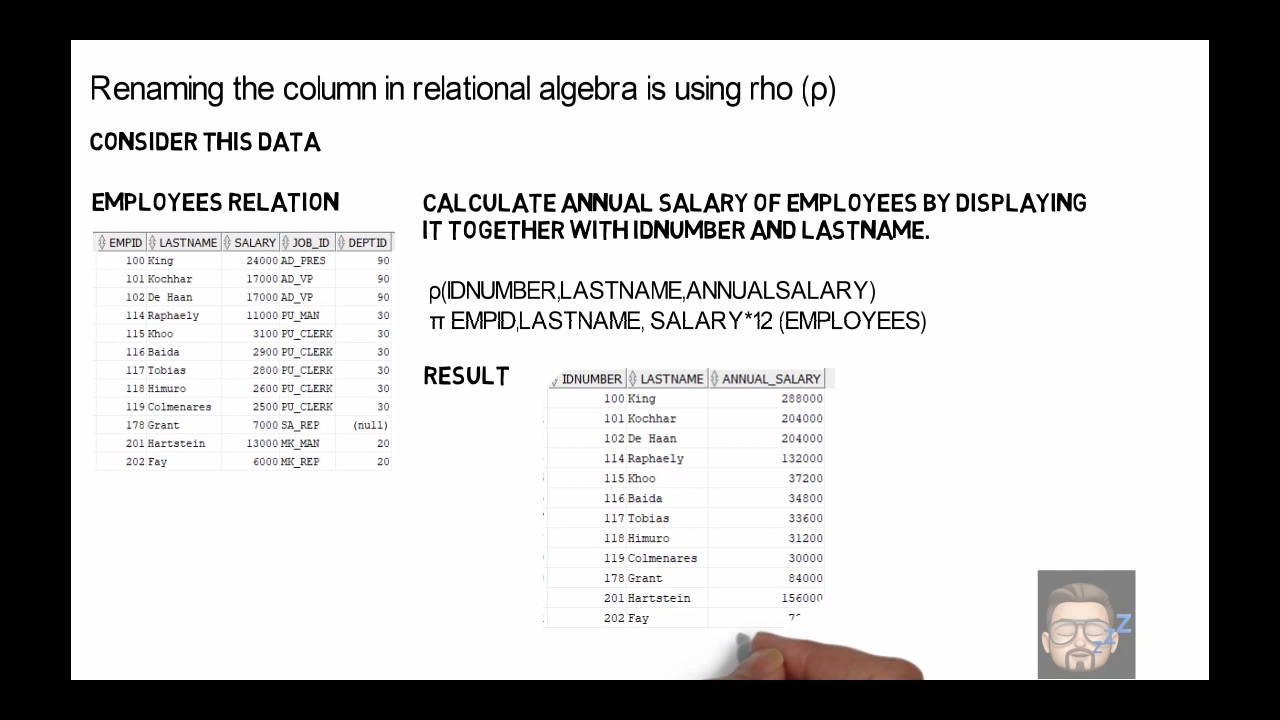 Renaming the column in relational algebra is using rho (ρ)
CONSIDER THIS DATA
EMPLOYEES RELATION
EMPID LASTNAME SALARY JOB_ID DEPTID
100 King 24000 AD_PRES 90
101 Kochhar 17000 AD_VP 90
102 De Haan 17000 AD_VP 90
114 Raphaely 11000 PU_MAN 30
115 Khoo 3100 PU_CLERK 30
116 Baida 2900 PU_CLERK 30
117 Tobias 2800 PU_CLERK 30
118 Himuro 2600 PU_CLERK 30
119 Colmenares 2500 PU_CLERK 30
178 Grant 7000 SA_REP (null)
201 Hartstein 13000 MK_MAN 20
202 Fay 6000 MK_REP 20
CALCULATE ANNUAL SALARY OF EMPLOYEES BY DISPLAYING
IT TOGETHER WITH IDNUMBER AND LASTNAME.
ρ(IDNUMBER,LASTNAME,ANNUALSALARY)
π EMPID,LASTNAME, SALARY*12 (EMPLOYEES)
RESULT
IDNUMBER LASTNAME ANNUAL_SALARY
100 King 288000
101 Kochhar 204000
102 De Haan 204000
114 Raphaely 132000
115 Khoo 37200
116 Baida 34800
117 Tobias 33600
118 Himuro 31200
119 Colmenares 30000
178 Grant 84000
201 Hartstein 156000
202 Fay
z z Z